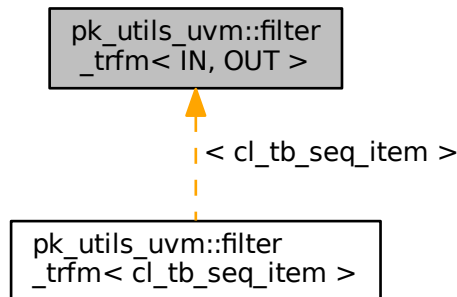 pk_utils_uvm::filter
_trfm< IN, OUT >
< cl_tb_seq_item >
pk_utils_uvm::filter
_trfm< cl_tb_seq_item >